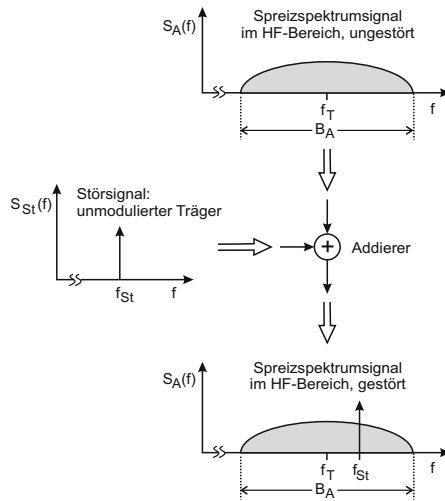 S_A(f)
Spreizspektrumsignal
im HF-Bereich, ungestört
f_T
f
B_A
S_St(f)
Störsignal:
unmodulierter Träger
f_St
f
+
Addierer
S_A(f)
Spreizspektrumsignal
im HF-Bereich, gestört
f_T
f_St
f
B_A